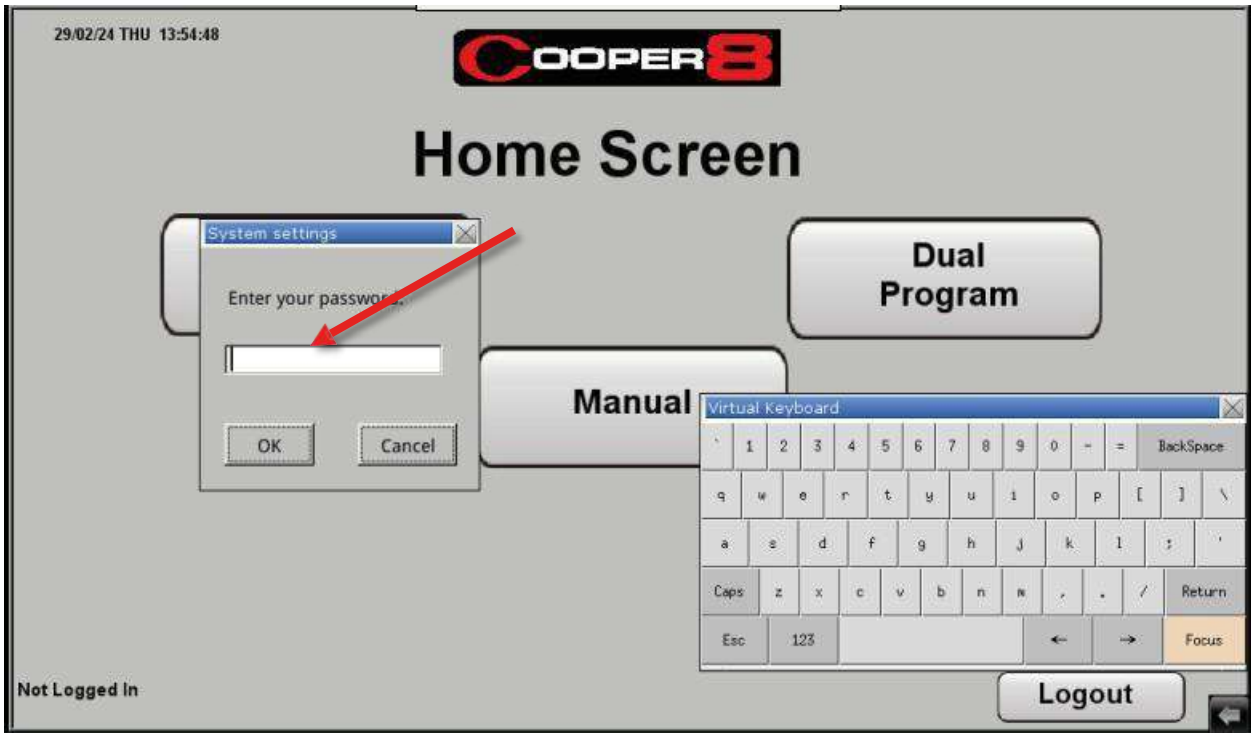 29/02/24 THU 13:54:48
COOPER8
Home Screen
System settings
Enter your password.
OK
Cancel
Dual
Program
Manual
Virtual Keyboard
` 1 2 3 4 5 6 7 8 9 0 - = BackSpace
q w e r t y u i o p [ ] \
a s d f g h j k l ; '
Caps z x c v b n m , . / Return
Esc 123 ← → Focus
Not Logged In
Logout